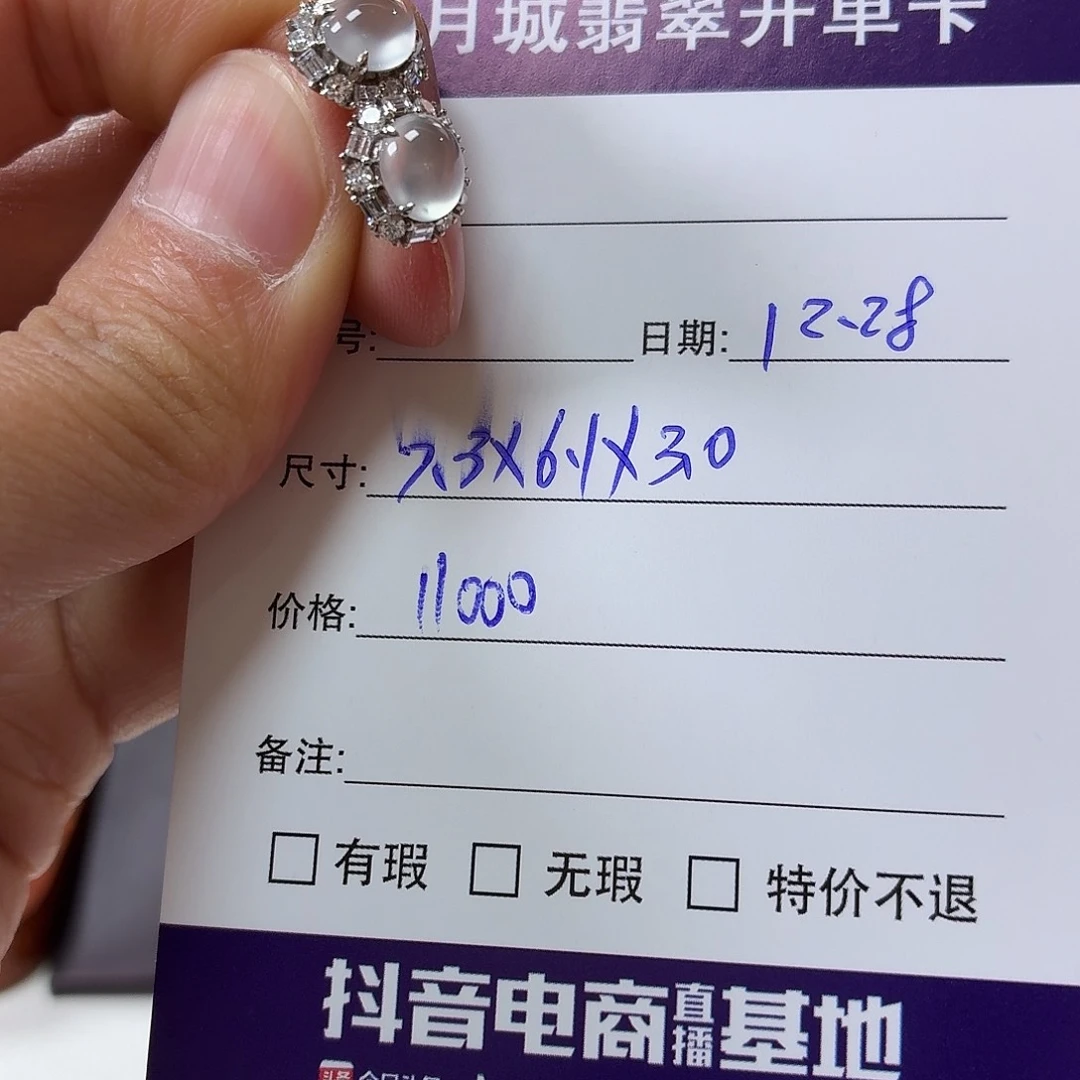 月城翡翠开单卡
号:
日期: 12.28
尺寸: 7.3X6.1X3.0
价格: 11000
备注:
有瑕 无瑕 特价不退
抖音电商直播基地
头条